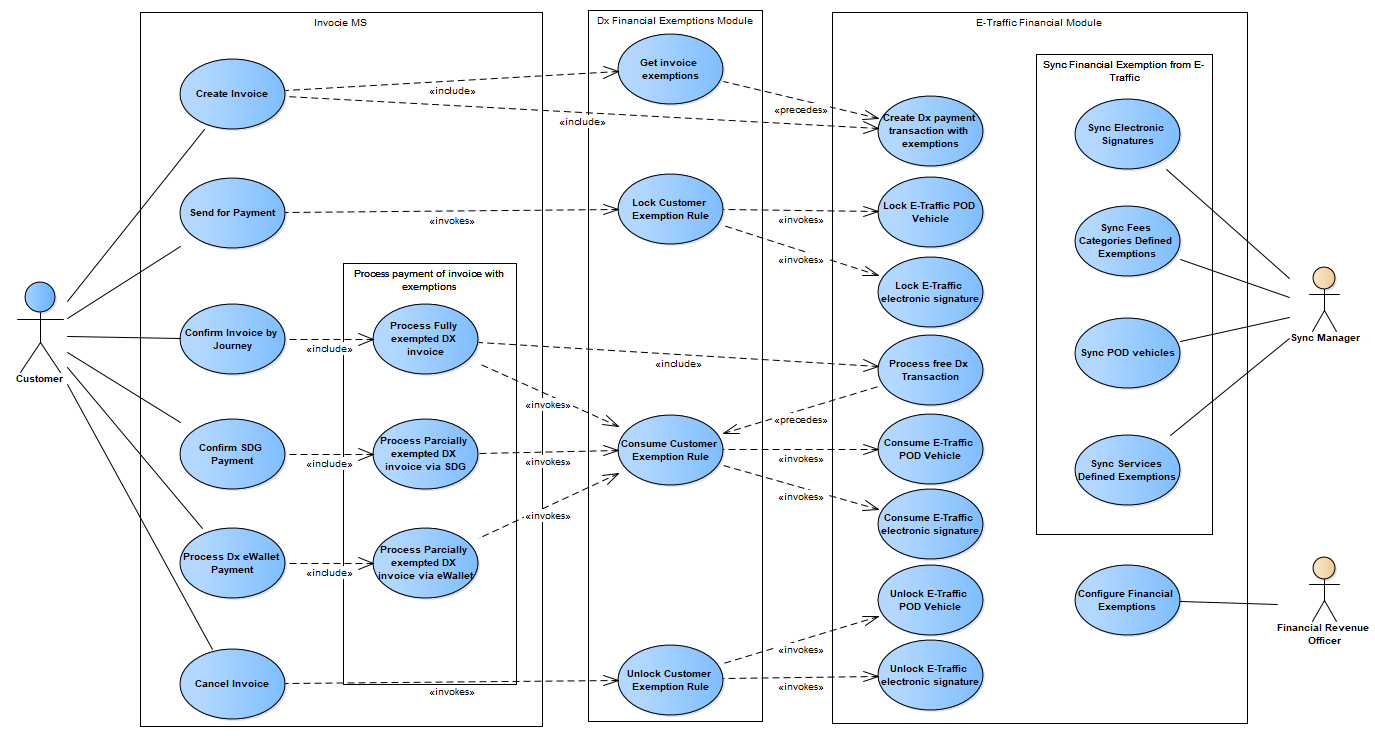 Invocie MS
Dx Financial Exemptions Module
E-Traffic Financial Module
Create Invoice
Send for Payment
Confirm Invoice by
Journey
Confirm SDG
Payment
Process Dx eWallet
Payment
Cancel Invoice
Customer
Process payment of invoice with
exemptions
Process Fully
exempted DX
invoice
Process Parcially
exempted DX
invoice via SDG
Process Parcially
exempted DX
invoice via eWallet
«include»
«include»
«include»
«include»
«include»
«include»
«invokes»
«invokes»
«invokes»
«invokes»
«invokes»
Get invoice
exemptions
Lock Customer
Exemption Rule
Consume Customer
Exemption Rule
Unlock Customer
Exemption Rule
«precedes»
«invokes»
«invokes»
«precedes»
«invokes»
«invokes»
«invokes»
«invokes»
Create Dx payment
transaction with
exemptions
Lock E-Traffic POD
Vehicle
Lock E-Traffic
electronic signature
Process free Dx
Transaction
Consume E-Traffic
POD Vehicle
Consume E-Traffic
electronic signature
Unlock E-Traffic
POD Vehicle
Unlock E-Traffic
electronic signature
Sync Financial Exemption from E-
Traffic
Sync Electronic
Signatures
Sync Fees
Categories Defined
Exemptions
Sync POD vehicles
Sync Services
Defined Exemptions
Configure Financial
Exemptions
Sync Manager
Financial Revenue
Officer